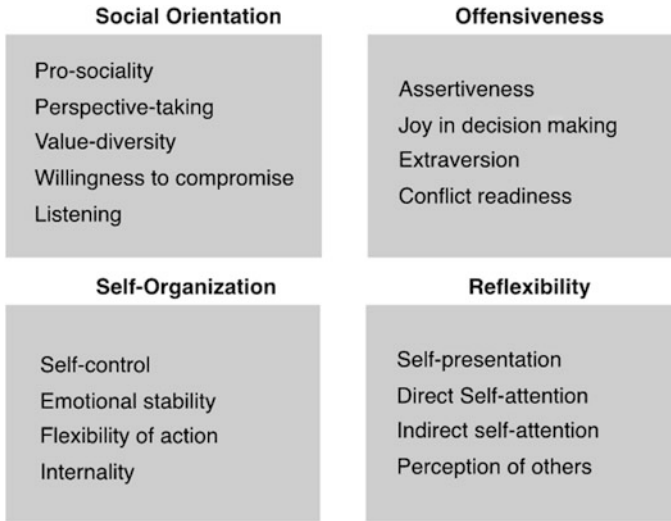 Social Orientation
Pro-sociality
Perspective-taking
Value-diversity
Willingness to compromise
Listening
Offensiveness
Assertiveness
Joy in decision making
Extraversion
Conflict readiness
Self-Organization
Self-control
Emotional stability
Flexibility of action
Internality
Reflexibility
Self-presentation
Direct Self-attention
Indirect self-attention
Perception of others